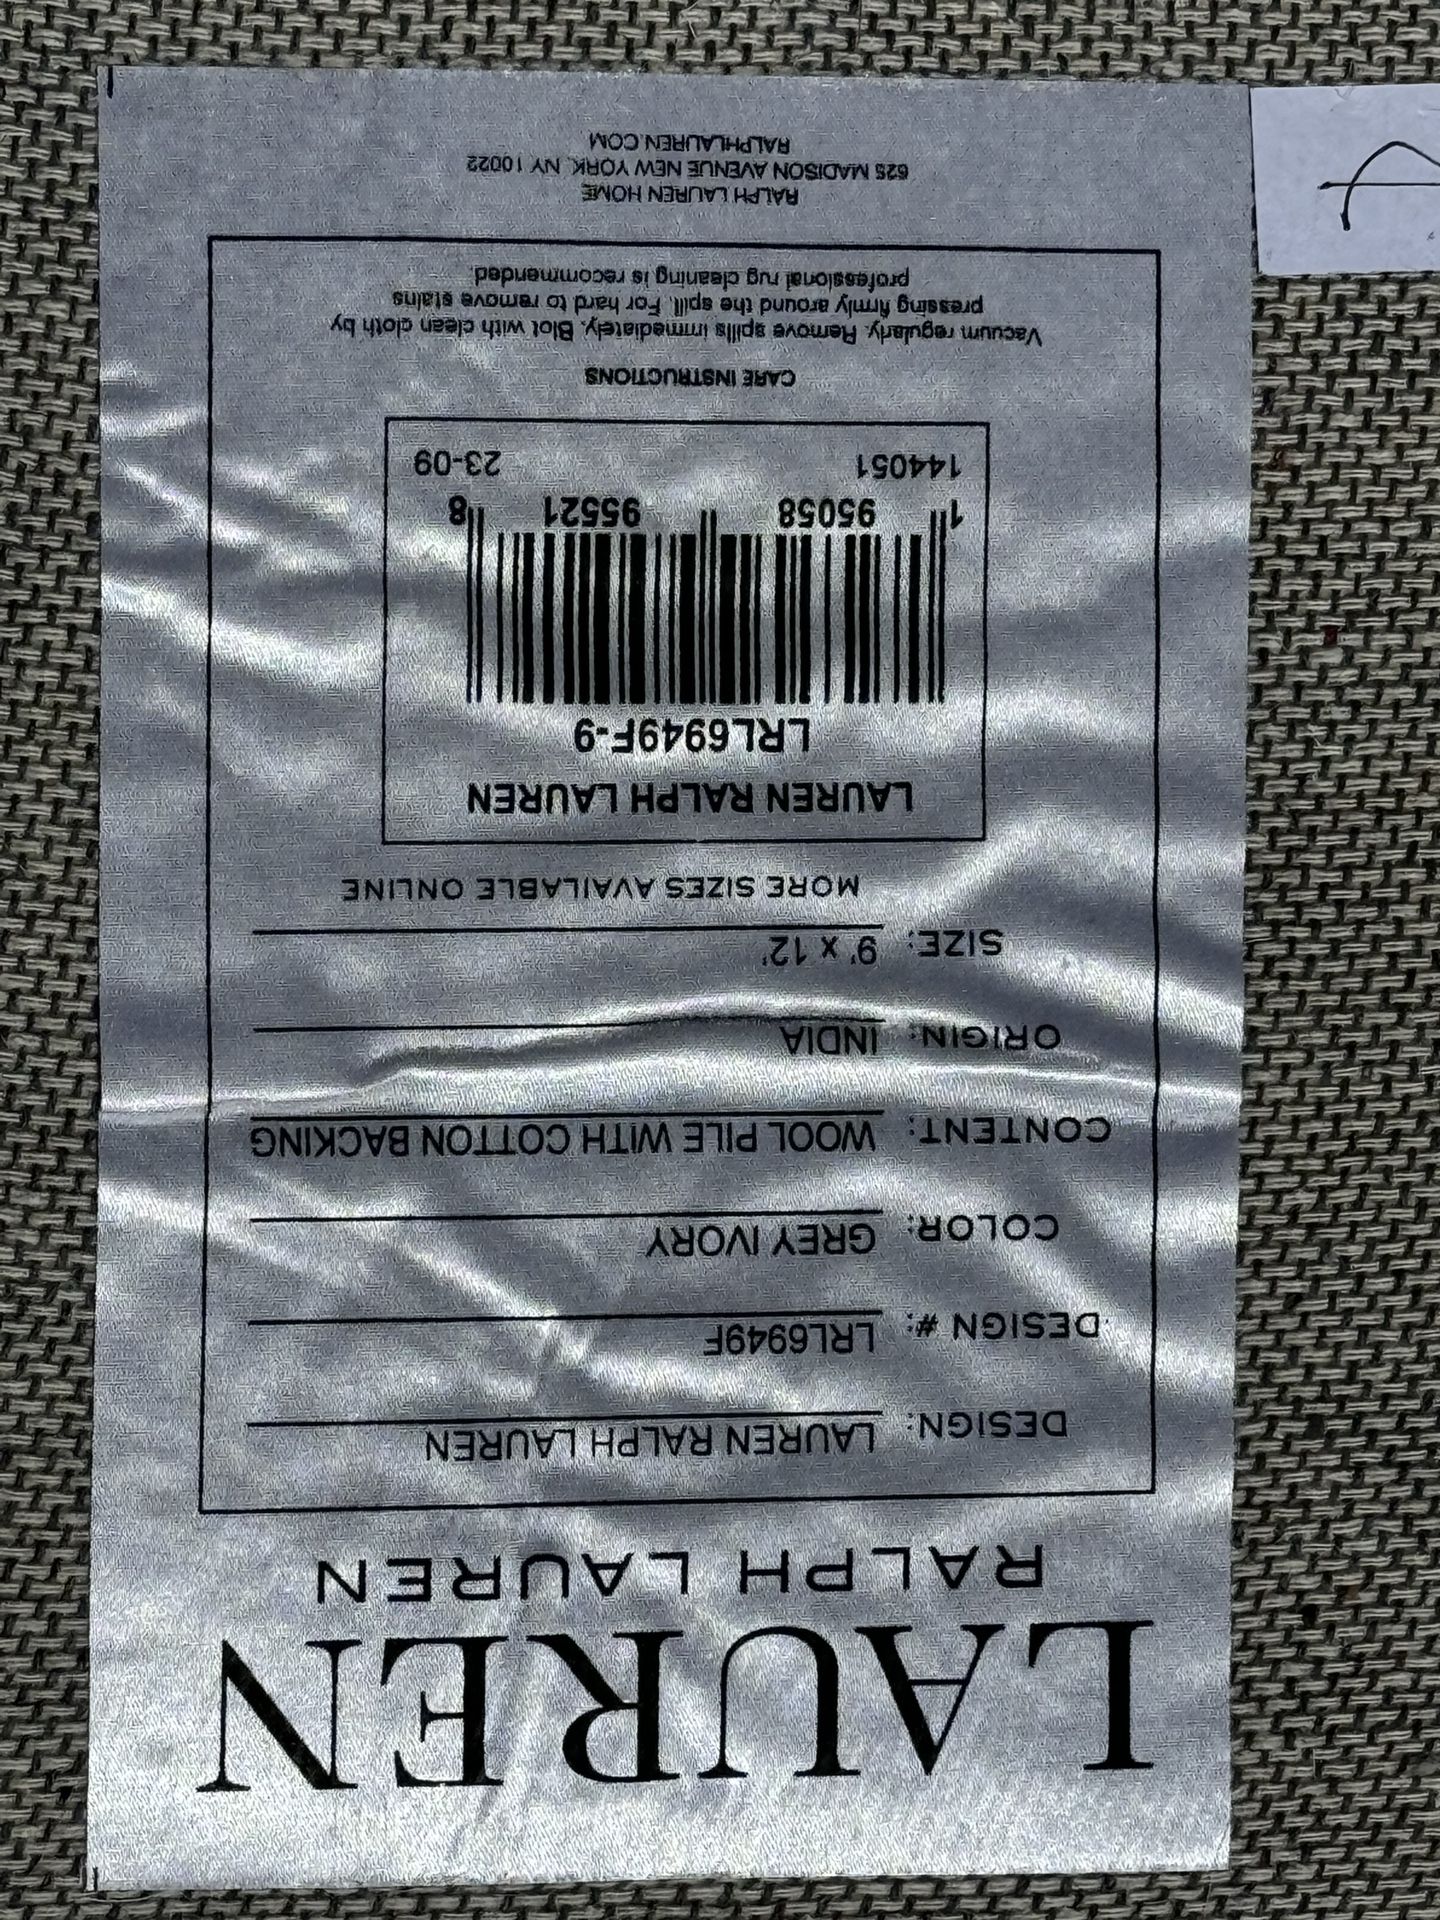 LAUREN
RALPH LAUREN
DESIGN: LAUREN RALPH LAUREN
DESIGN #: LRL6949F
COLOR: GREY IVORY
CONTENT: WOOL PILE WITH COTTON BACKING
ORIGIN: INDIA
SIZE: 9' X 12'
MORE SIZES AVAILABLE ONLINE
LAUREN RALPH LAUREN
LRL6949F-9
1 95058 95521 8
144051 23-09
CARE INSTRUCTIONS
Vacuum regularly. Remove spills immediately. Blot with clean cloth by
pressing firmly around the spill. For hard to remove stains
professional rug cleaning is recommended.
RALPH LAUREN HOME
625 MADISON AVENUE NEW YORK, NY 10022
RALPHLAUREN.COM